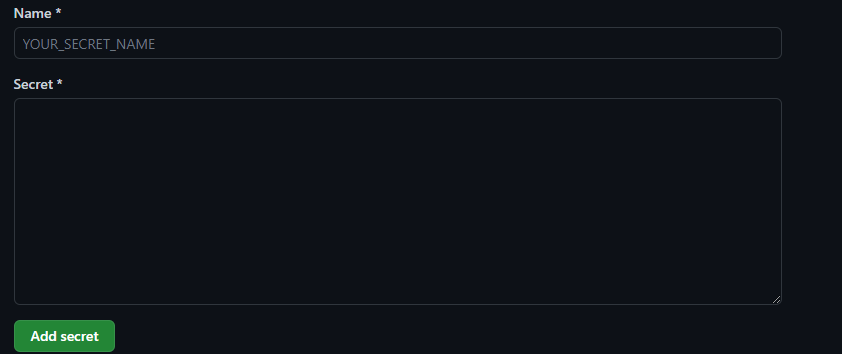 Name *
YOUR_SECRET_NAME
Secret *
Add secret